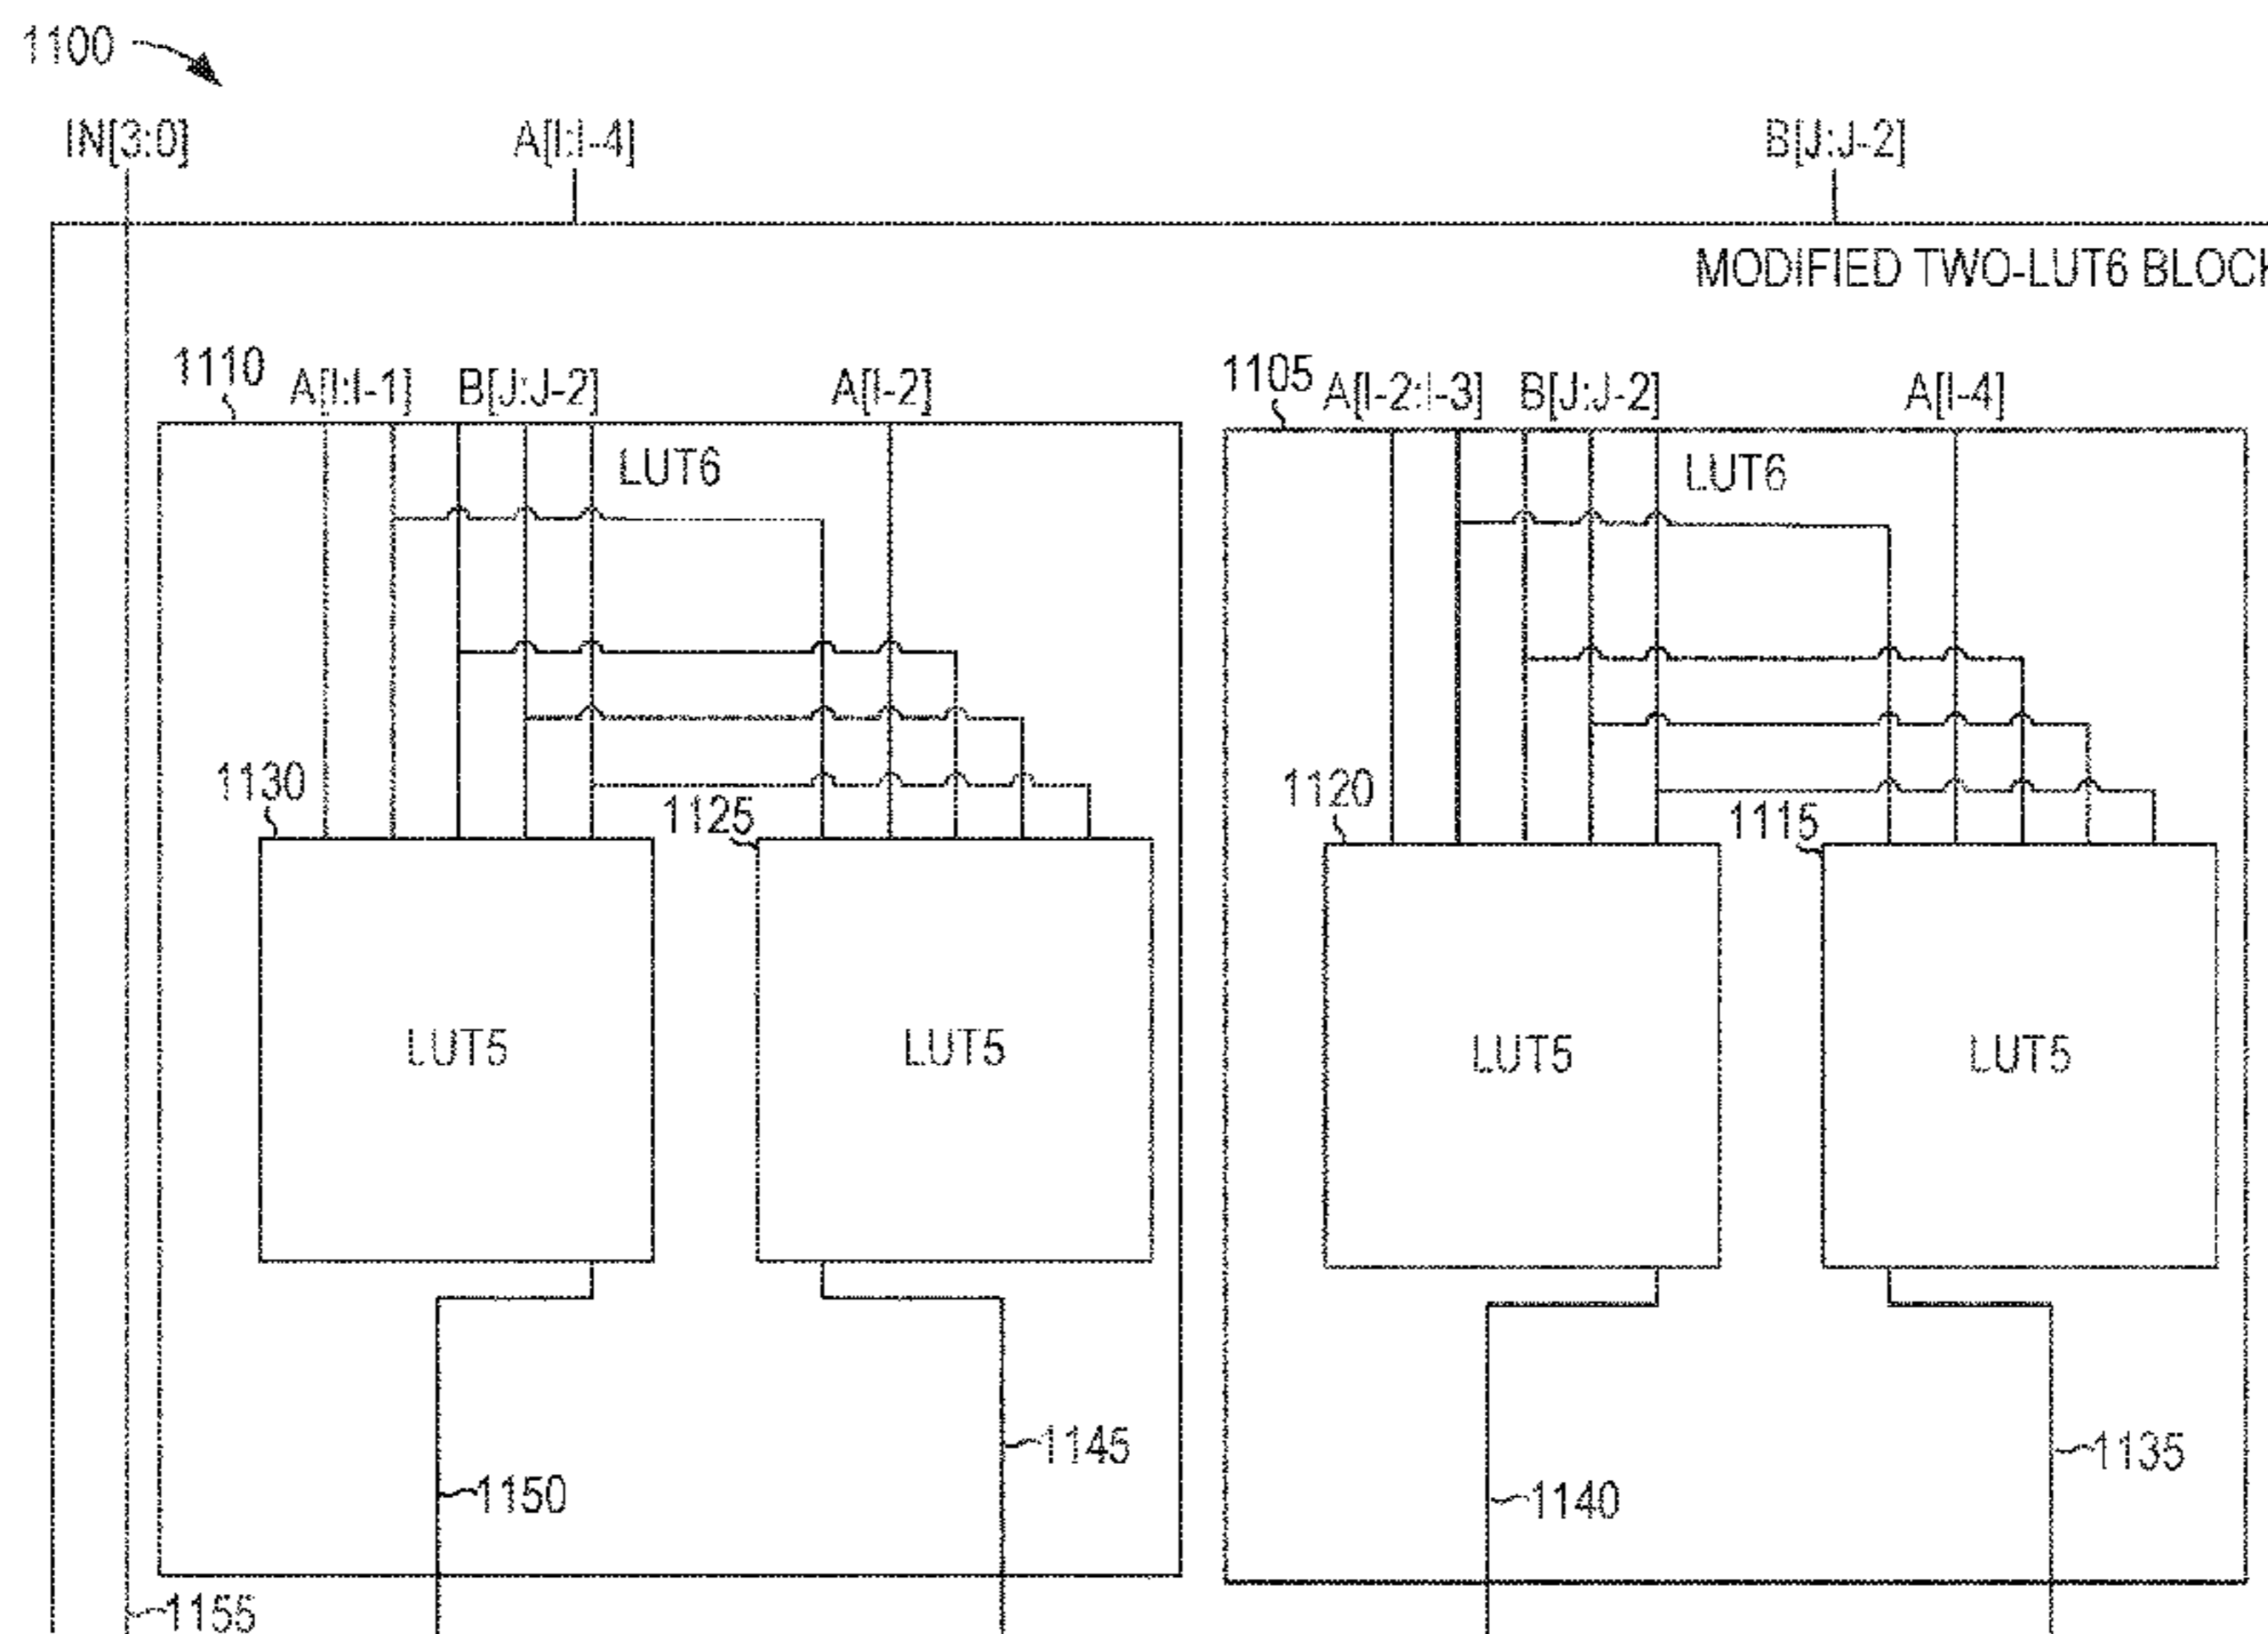 1100
IN[3:0] A[I:I-4] B[J:J-2]
MODIFIED TWO-LUT6 BLOCK
1110 A[I:I-1] B[J:J-2] A[I-2] 1105 A[I-2:I-3] B[J:J-2] A[I-4]
LUT6 LUT6
1130 1125 1120 1115
LUT5 LUT5 LUT5 LUT5
1145 1135
1150 1140
1155